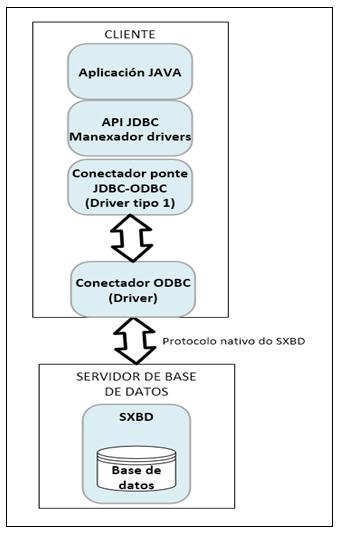 CLIENTE
Aplicación JAVA
API JDBC
Manexador drivers
Conectador ponte
JDBC-ODBC
(Driver tipo 1)
Conectador ODBC
(Driver)
Protocolo nativo do SXBD
SERVIDOR DE BASE
DE DATOS
SXBD
Base de
datos